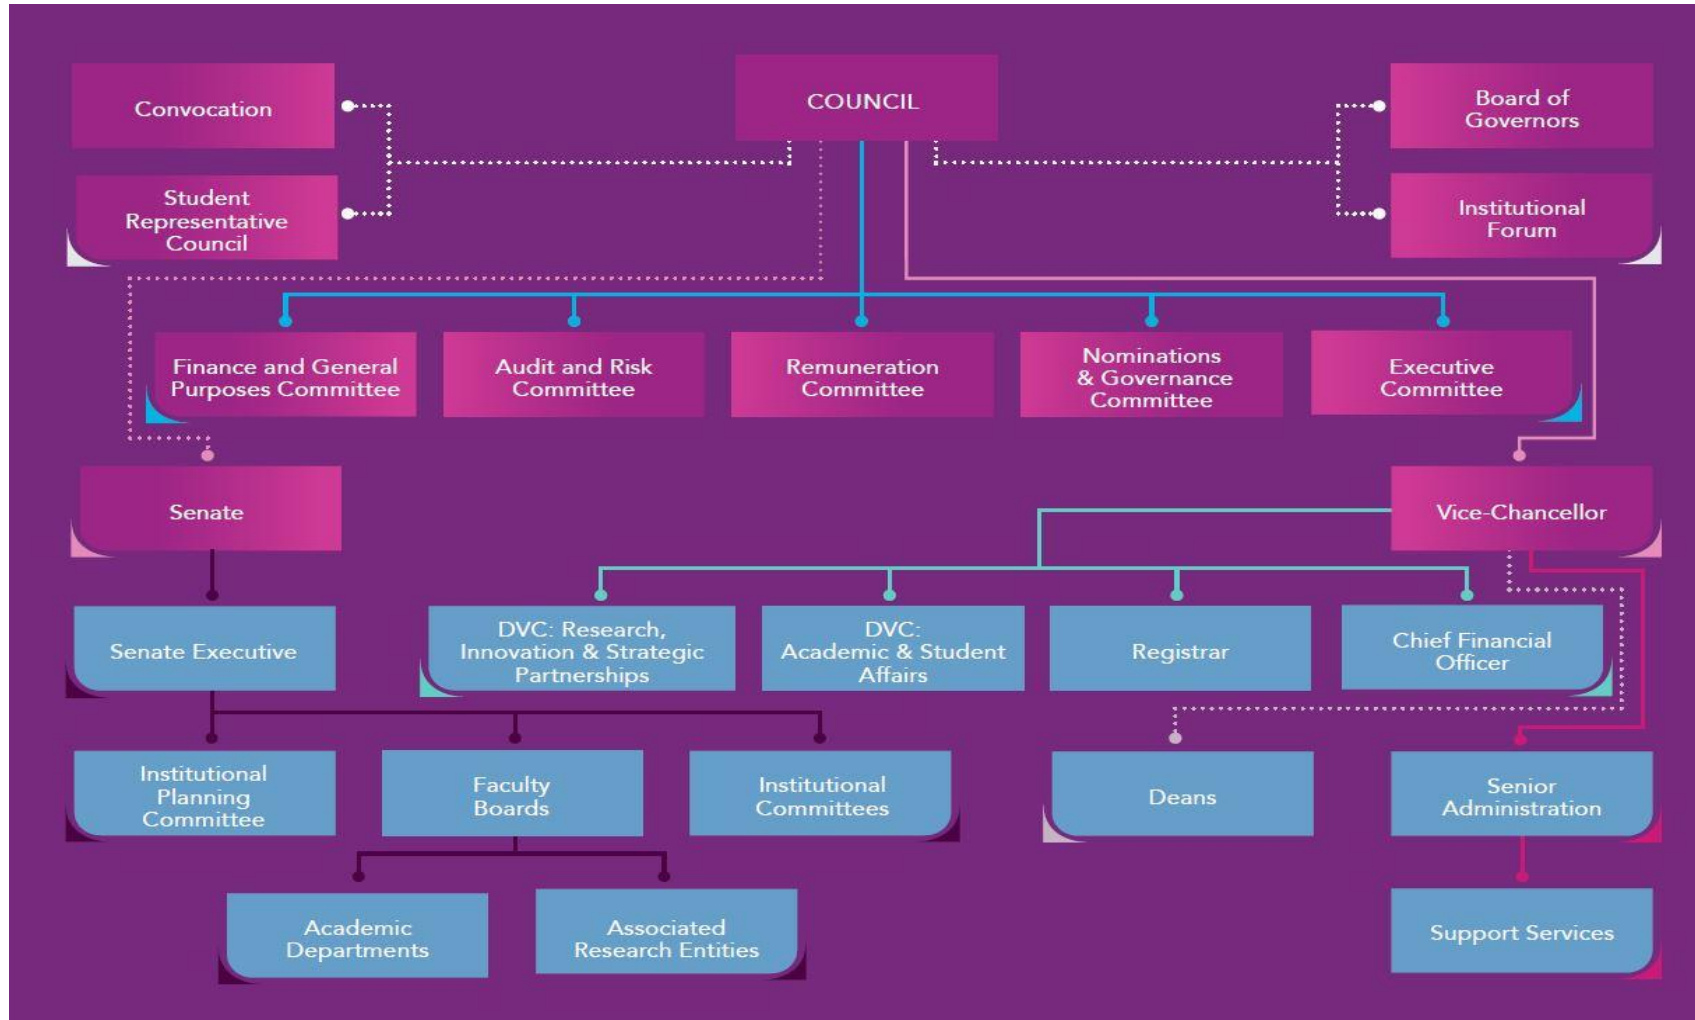 COUNCIL
Convocation
Board of
Governors
Student
Representative
Council
Institutional
Forum
Finance and General
Purposes Committee
Audit and Risk
Committee
Remuneration
Committee
Nominations
& Governance
Committee
Executive
Committee
Senate
Vice-Chancellor
Senate Executive
DVC: Research,
Innovation & Strategic
Partnerships
DVC:
Academic & Student
Affairs
Registrar
Chief Financial
Officer
Institutional
Planning
Committee
Faculty
Boards
Institutional
Committees
Deans
Senior
Administration
Academic
Departments
Associated
Research Entities
Support Services